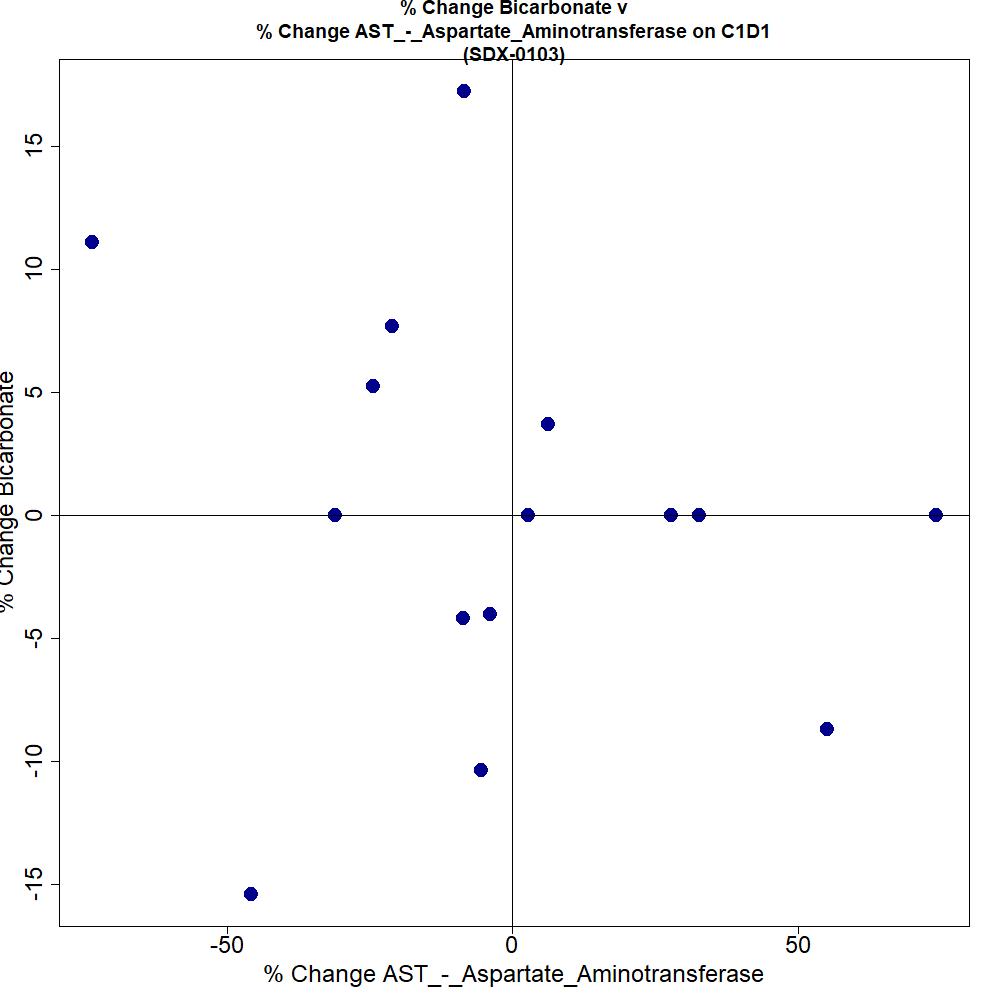 % Change Bicarbonate v
% Change AST_-_Aspartate_Aminotransferase on C1D1
(SDX-0103)
% Change Bicarbonate
15
10
5
0
-5
-10
-15
-50
0
50
% Change AST_-_Aspartate_Aminotransferase